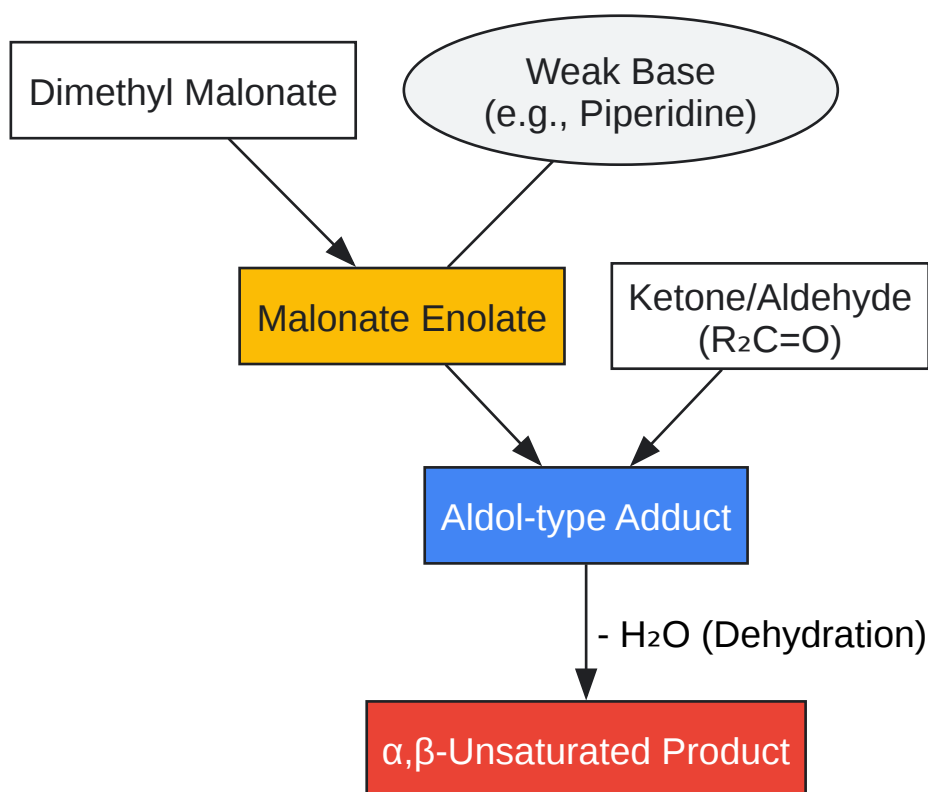 Dimethyl Malonate
Weak Base
(e.g., Piperidine)
Malonate Enolate
Ketone/Aldehyde
(R₂C=O)
Aldol-type Adduct
- H₂O (Dehydration)
α,β-Unsaturated Product